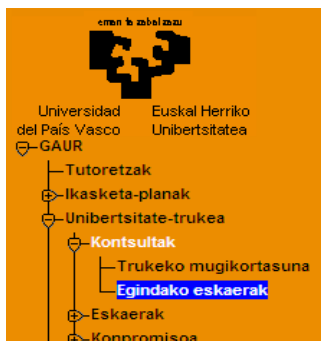 eman ta zabal zazu
Universidad Euskal Herriko
del País Vasco Unibertsitatea
GAUR
Tutoretzak
Ikasketa-planak
Unibertsitate-trukea
Kontsultak
Trukeko mugikortasuna
Egindako eskaerak
Eskaerak
Konpromisoa